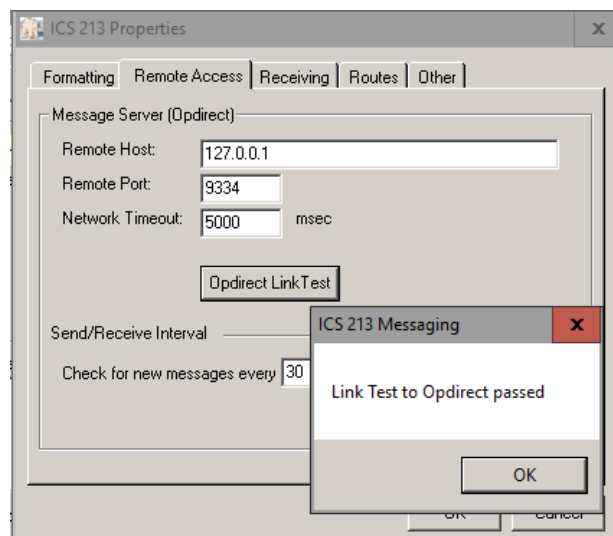 ICS 213 Properties
Formatting Remote Access Receiving Routes Other
Message Server (Opdirect)
Remote Host: 127.0.0.1
Remote Port: 9334
Network Timeout: 5000 msec
Opdirect LinkTest
Send/Receive Interval
Check for new messages every 30
ICS 213 Messaging
Link Test to Opdirect passed
OK
OK Cancel